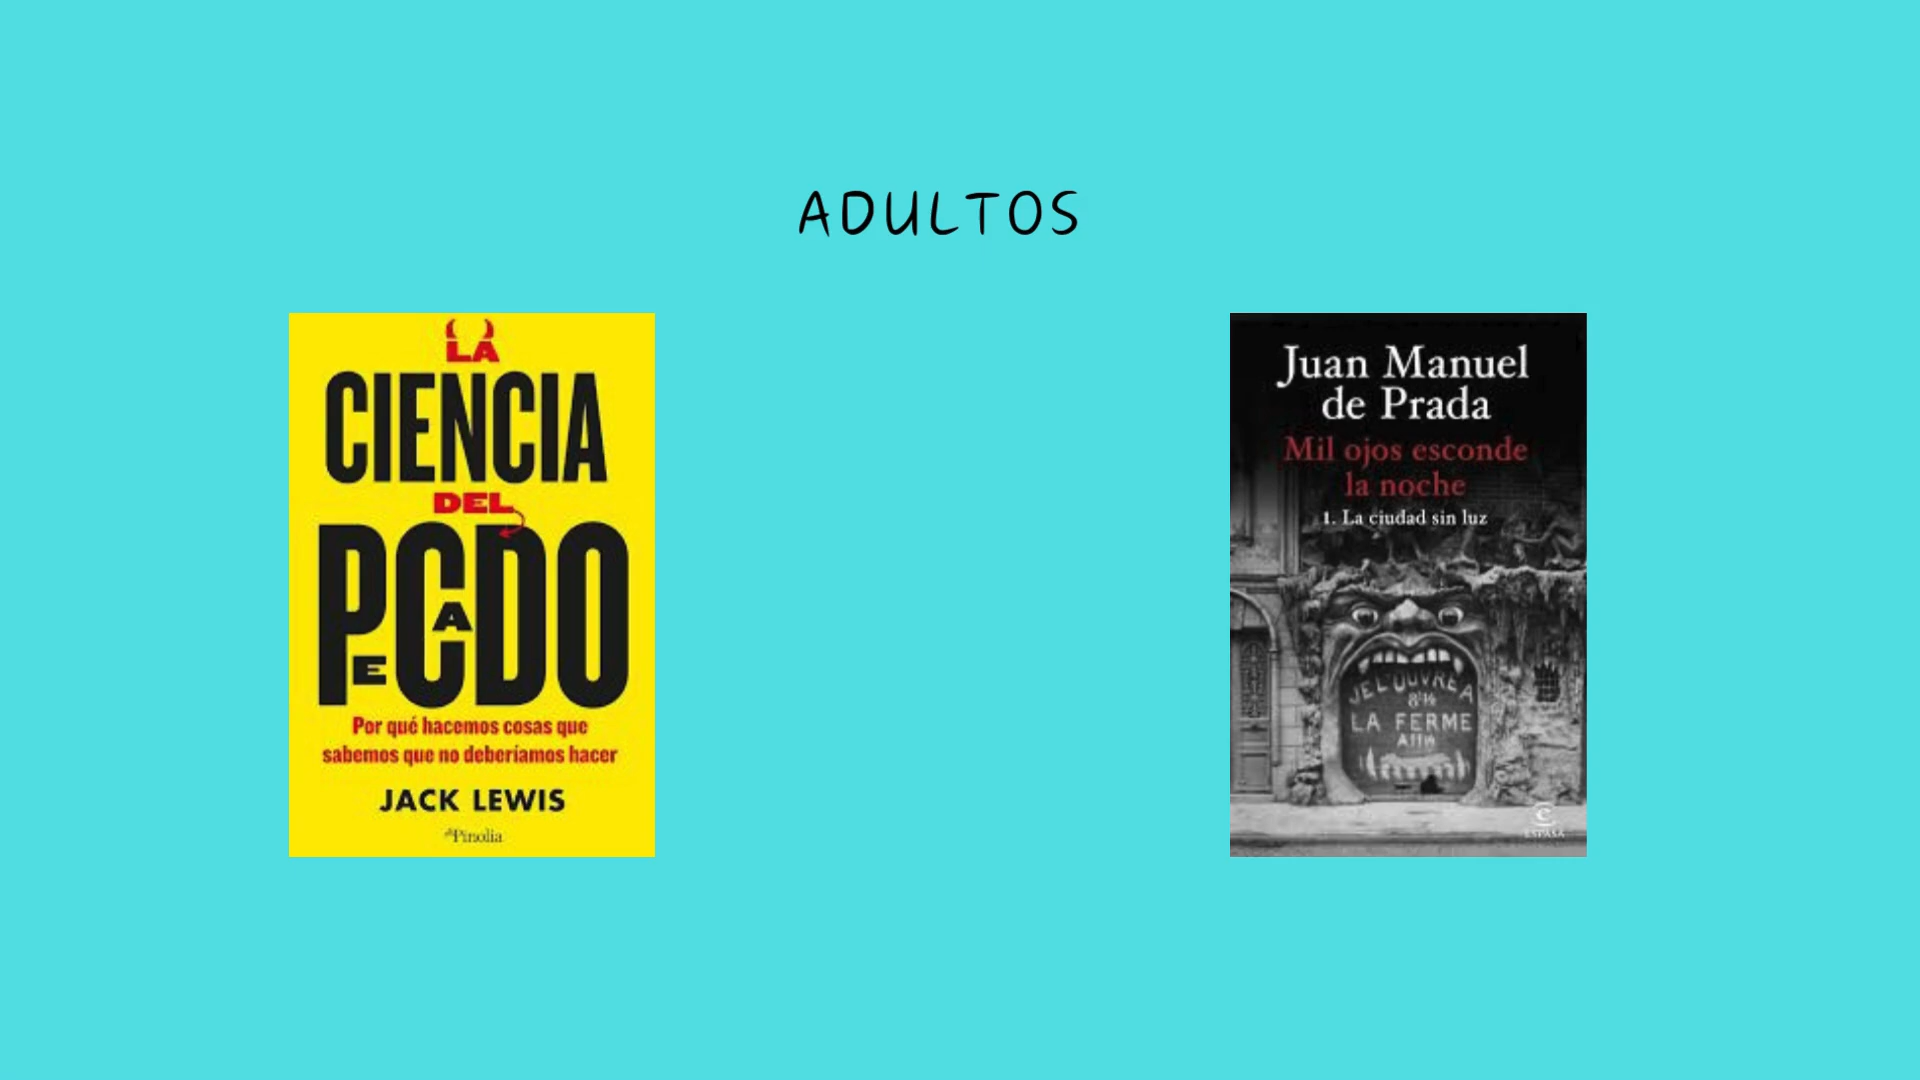 ADULTOS
LA
CIENCIA
DEL
PECADO
Por qué hacemos cosas que
sabemos que no deberíamos hacer
JACK LEWIS
Pinolia
Juan Manuel
de Prada
Mil ojos esconde
la noche
1. La ciudad sin luz
JE L'OUVRE A
LA FERME
ESPASA